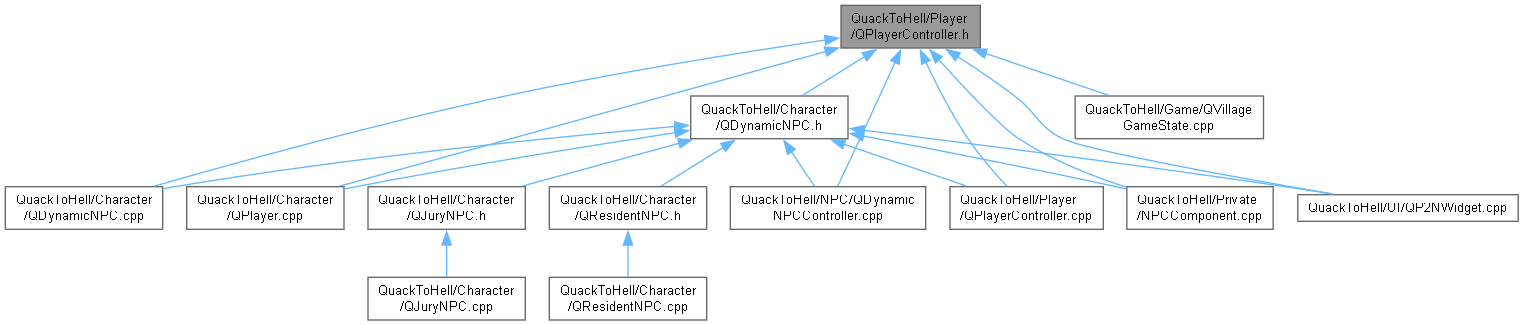 QuackToHell/Player
/QPlayerController.h
QuackToHell/Character
/QDynamicNPC.h
QuackToHell/Game/QVillage
GameState.cpp
QuackToHell/Character
/QDynamicNPC.cpp
QuackToHell/Character
/QPlayer.cpp
QuackToHell/Character
/QJuryNPC.h
QuackToHell/Character
/QResidentNPC.h
QuackToHell/NPC/QDynamic
NPCController.cpp
QuackToHell/Player
/QPlayerController.cpp
QuackToHell/Private
/NPCComponent.cpp
QuackToHell/UI/QP2NWidget.cpp
QuackToHell/Character
/QJuryNPC.cpp
QuackToHell/Character
/QResidentNPC.cpp